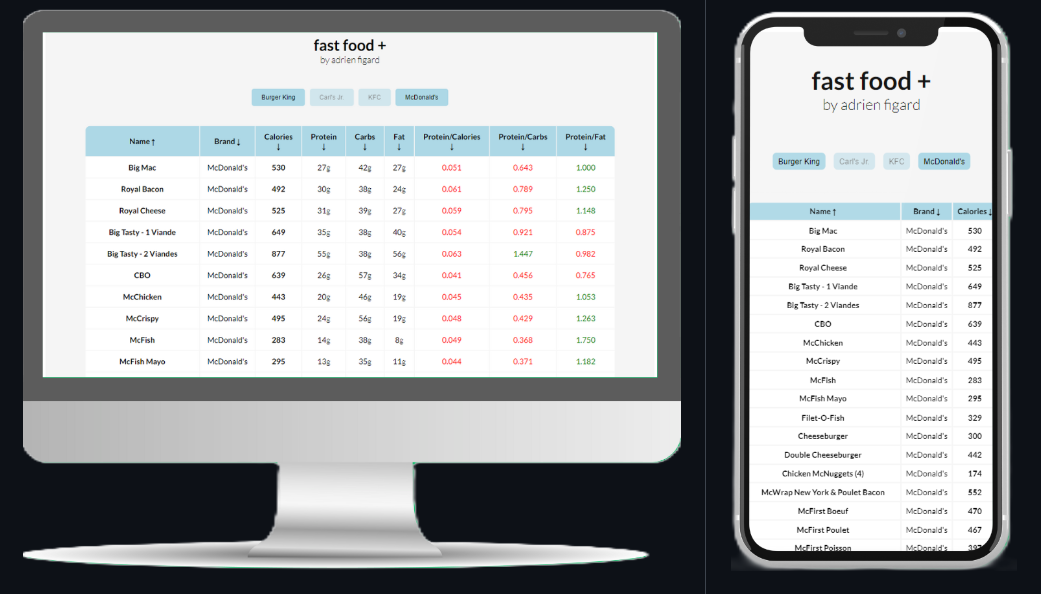 fast food +
by adrien figard
Burger King Carl's Jr. KFC McDonald's
Name ↑ Brand ↓ Calories ↓ Protein ↓ Carbs ↓ Fat ↓ Protein/Calories ↓ Protein/Carbs ↓ Protein/Fat ↓
Big Mac McDonald's 530 27g 42g 27g 0.051 0.643 1.000
Royal Bacon McDonald's 492 30g 38g 24g 0.061 0.789 1.250
Royal Cheese McDonald's 525 31g 39g 27g 0.059 0.795 1.148
Big Tasty - 1 Viande McDonald's 649 35g 38g 40g 0.054 0.921 0.875
Big Tasty - 2 Viandes McDonald's 877 55g 38g 56g 0.063 1.447 0.982
CBO McDonald's 639 26g 57g 34g 0.041 0.456 0.765
McChicken McDonald's 443 20g 46g 19g 0.045 0.435 1.053
McCrispy McDonald's 495 24g 56g 19g 0.048 0.429 1.263
McFish McDonald's 283 14g 38g 8g 0.049 0.368 1.750
McFish Mayo McDonald's 295 13g 35g 11g 0.044 0.371 1.182
fast food +
by adrien figard
Burger King Carl's Jr. KFC McDonald's
Name ↑ Brand ↓ Calories ↓
Big Mac McDonald's 530
Royal Bacon McDonald's 492
Royal Cheese McDonald's 525
Big Tasty - 1 Viande McDonald's 649
Big Tasty - 2 Viandes McDonald's 877
CBO McDonald's 639
McChicken McDonald's 443
McCrispy McDonald's 495
McFish McDonald's 283
McFish Mayo McDonald's 295
Filet-O-Fish McDonald's 329
Cheeseburger McDonald's 300
Double Cheeseburger McDonald's 442
Chicken McNuggets (4) McDonald's 174
McWrap New York & Poulet Bacon McDonald's 552
McFirst Boeuf McDonald's 470
McFirst Poulet McDonald's 467
McFirst Poisson McDonald's